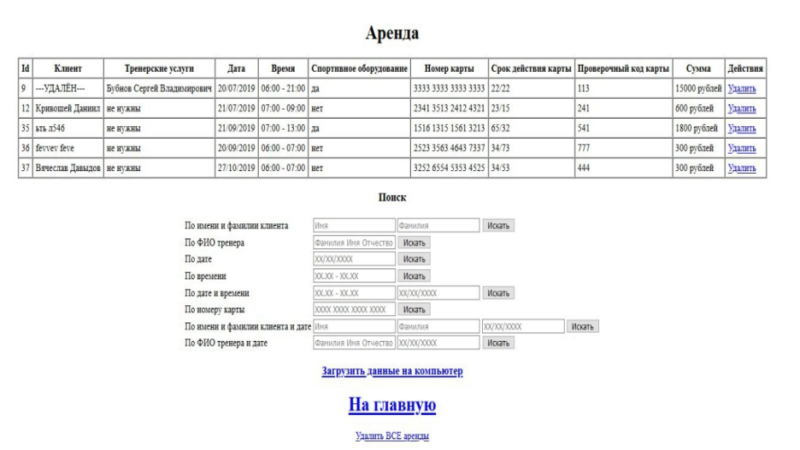 Аренда
Id Клиент Тренерские услуги Дата Время Спортивное оборудование Номер карты Срок действия карты Проверочный код карты Сумма Действия
9 ---УДАЛЁН--- Бубнов Сергей Владимирович 20/07/2019 06:00 - 21:00 да 3333 3333 3333 3333 22/22 113 15000 рублей Удалить
12 Кривошей Даниил не нужны 21/07/2019 07:00 - 09:00 нет 2341 3513 2412 4321 23/15 241 600 рублей Удалить
35 ьть л546 не нужны 21/09/2019 07:00 - 13:00 да 1516 1315 1561 3213 65/32 541 1800 рублей Удалить
36 fevvev feve не нужны 20/09/2019 06:00 - 07:00 нет 2523 3563 4643 7337 34/73 777 300 рублей Удалить
37 Вячеслав Давыдов не нужны 27/10/2019 06:00 - 07:00 нет 3252 6554 5353 4525 34/53 444 300 рублей Удалить
Поиск
По имени и фамилии клиента Имя Фамилия Искать
По ФИО тренера Фамилия Имя Отчество Искать
По дате XX/XX/XXXX Искать
По времени XX.XX - XX.XX Искать
По дате и времени XX.XX - XX.XX XX/XX/XXXX Искать
По номеру карты XXXX XXXX XXXX XXXX Искать
По имени и фамилии клиента и дате Имя Фамилия XX/XX/XXXX Искать
По ФИО тренера и дате Фамилия Имя Отчество XX/XX/XXXX Искать
Загрузить данные на компьютер
На главную
Удалить ВСЕ аренды